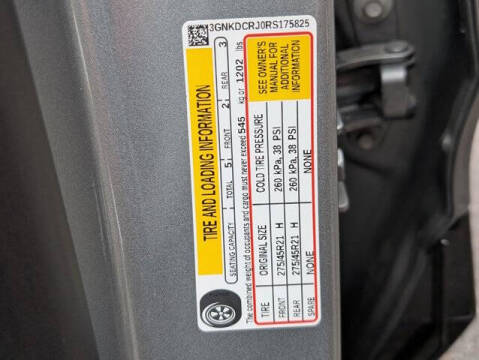 3GNKDCRJ0RS175825
TIRE AND LOADING INFORMATION
SEATING CAPACITY | TOTAL 5 | FRONT 2 | REAR 3
The combined weight of occupants and cargo must never exceed 545 kg or 1202 lbs
TIRE ORIGINAL SIZE COLD TIRE PRESSURE
FRONT 275/45R21 H 260 kPa, 38 PSI
REAR 275/45R21 H 260 kPa, 38 PSI
SPARE NONE NONE
SEE OWNER'S
MANUAL FOR
ADDITIONAL
INFORMATION